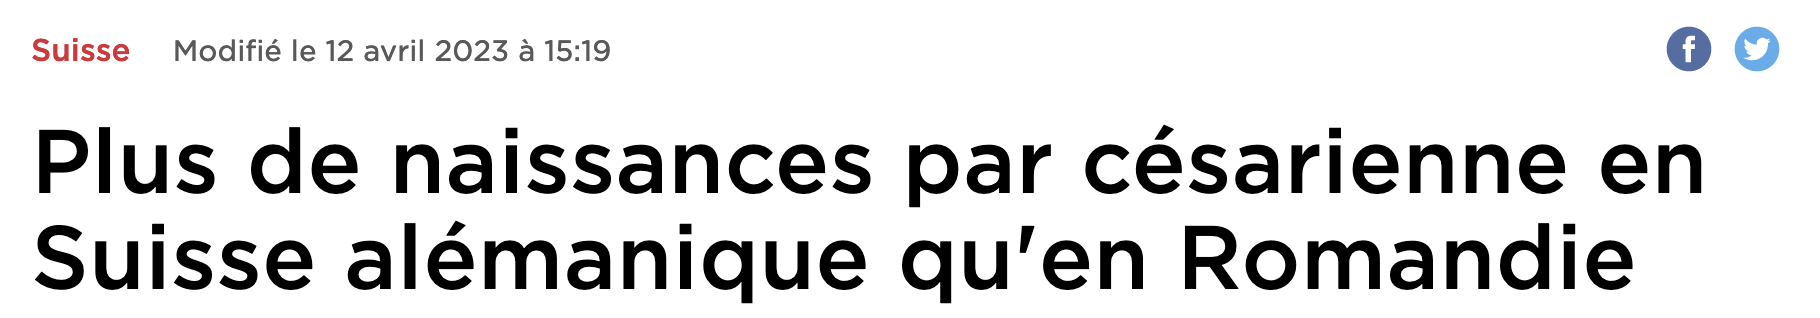 Suisse Modifié le 12 avril 2023 à 15:19
Plus de naissances par césarienne en
Suisse alémanique qu'en Romandie